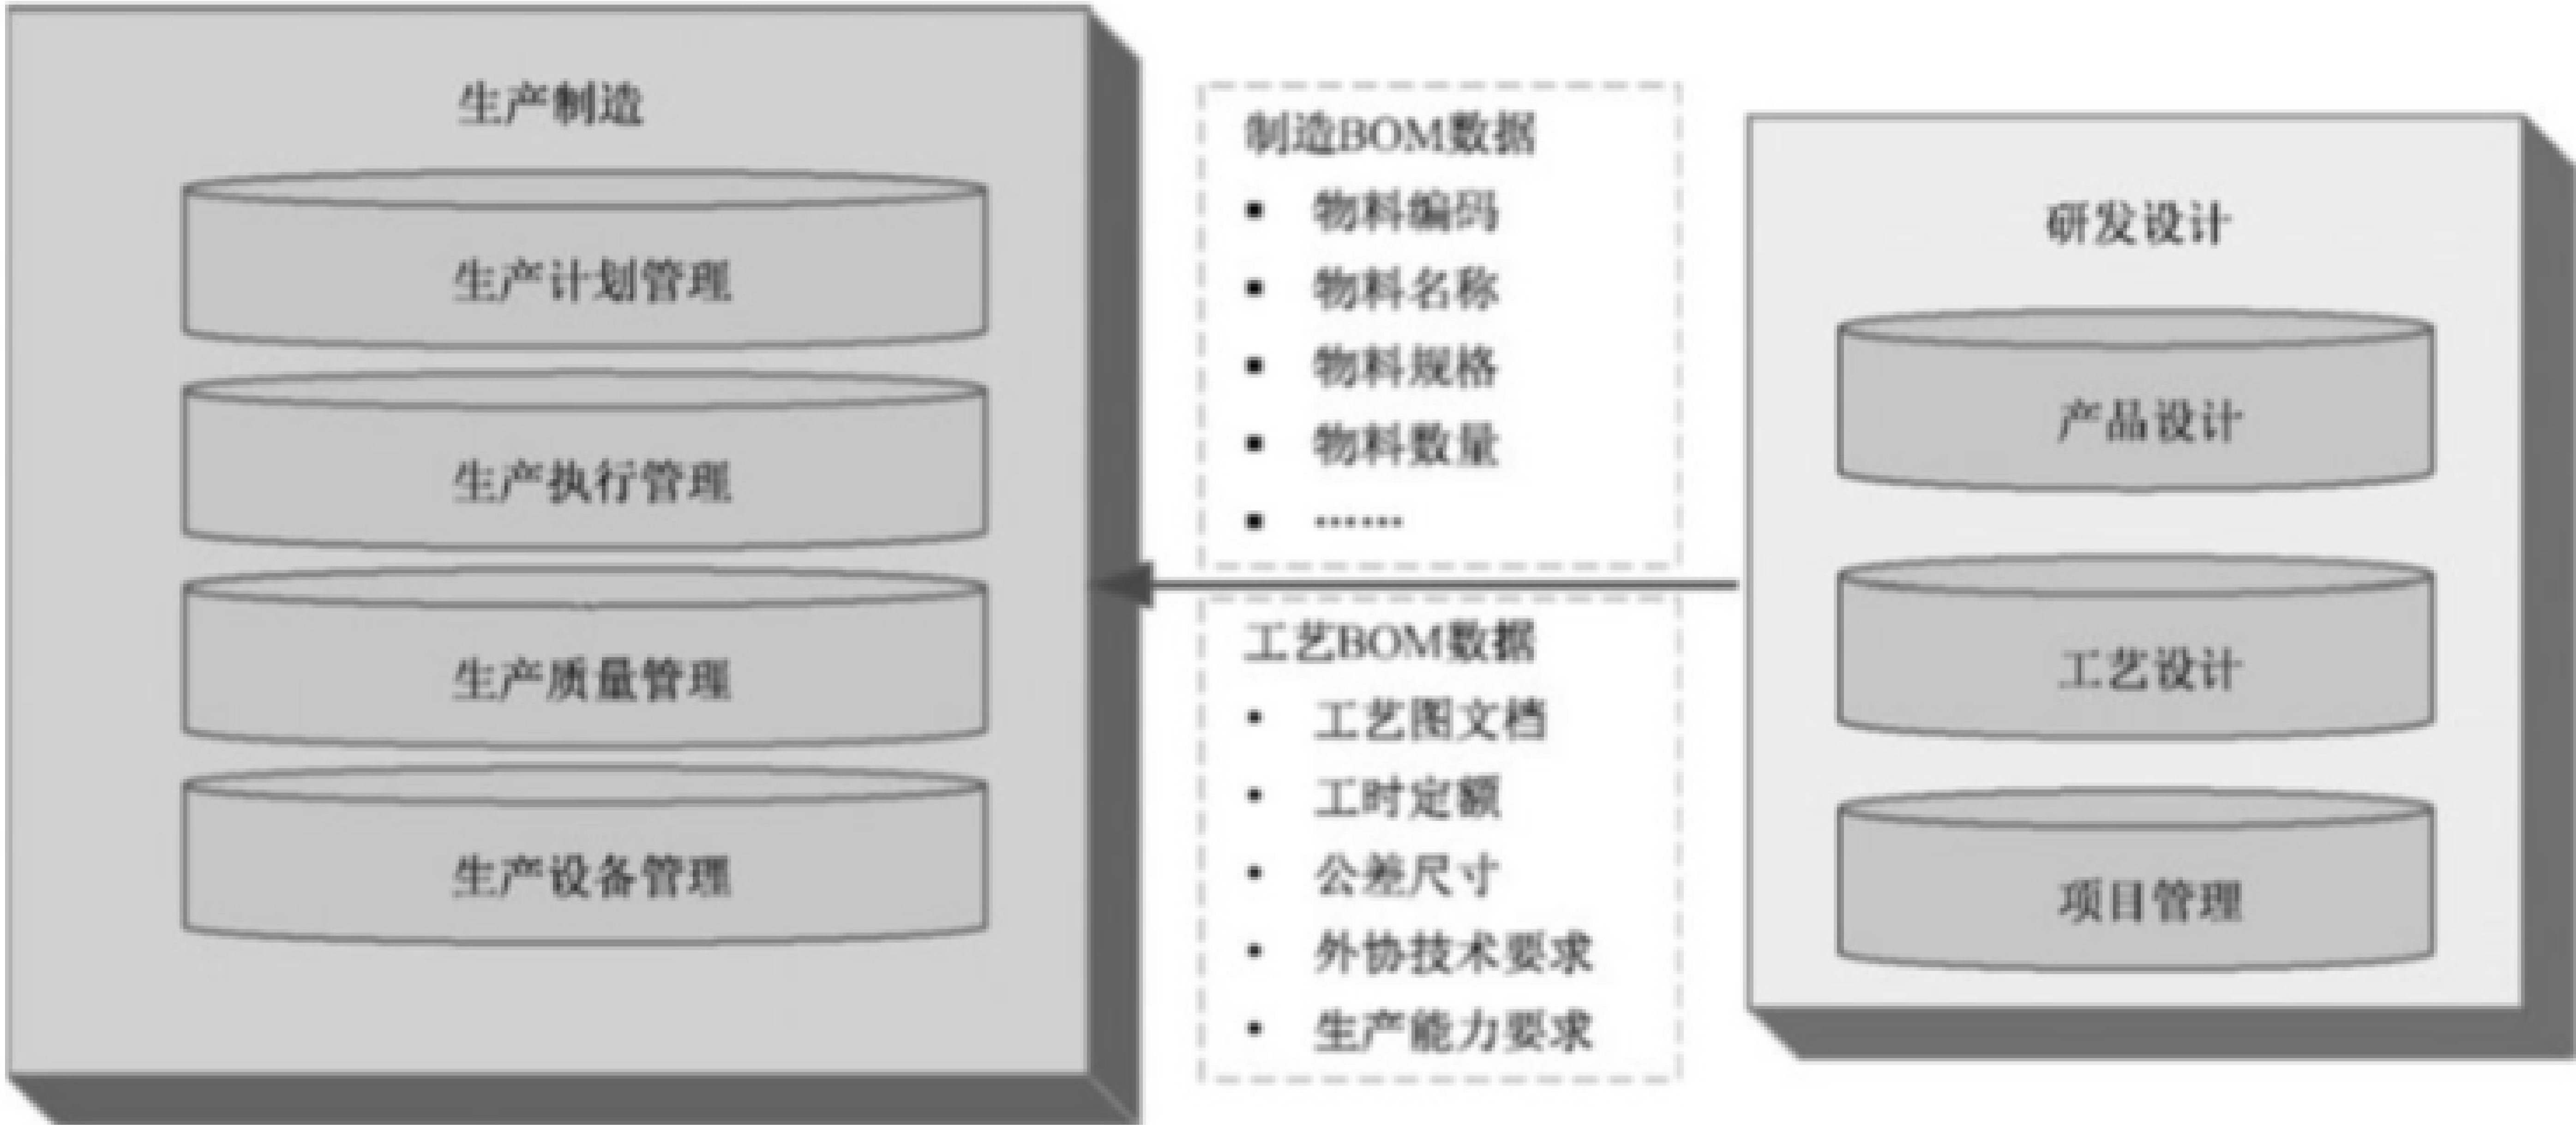 生产制造
生产计划管理
生产执行管理
生产质量管理
生产设备管理
制造BOM数据
▪ 物料编码
▪ 物料名称
▪ 物料规格
▪ 物料数量
▪ ……
工艺BOM数据
• 工艺图文档
• 工时定额
• 公差尺寸
• 外协技术要求
• 生产能力要求
研发设计
产品设计
工艺设计
项目管理